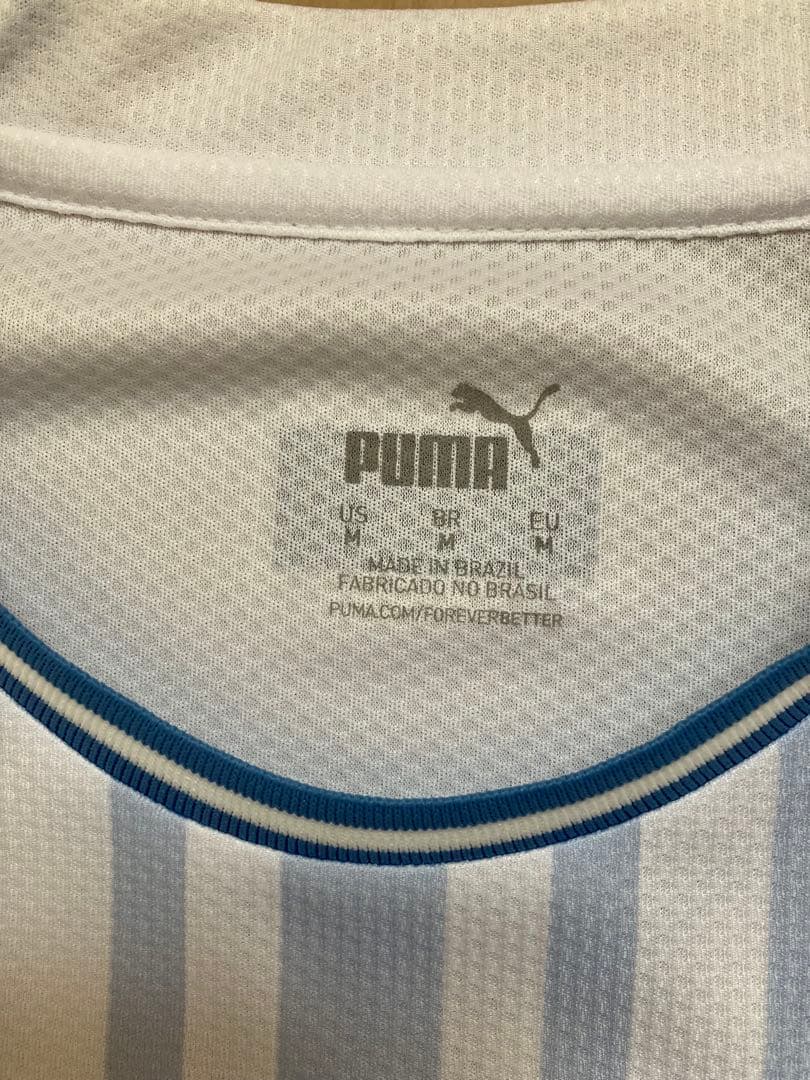 PUMA
US BR EU
M M M
MADE IN BRAZIL
FABRICADO NO BRASIL
PUMA.COM/FOREVERBETTER